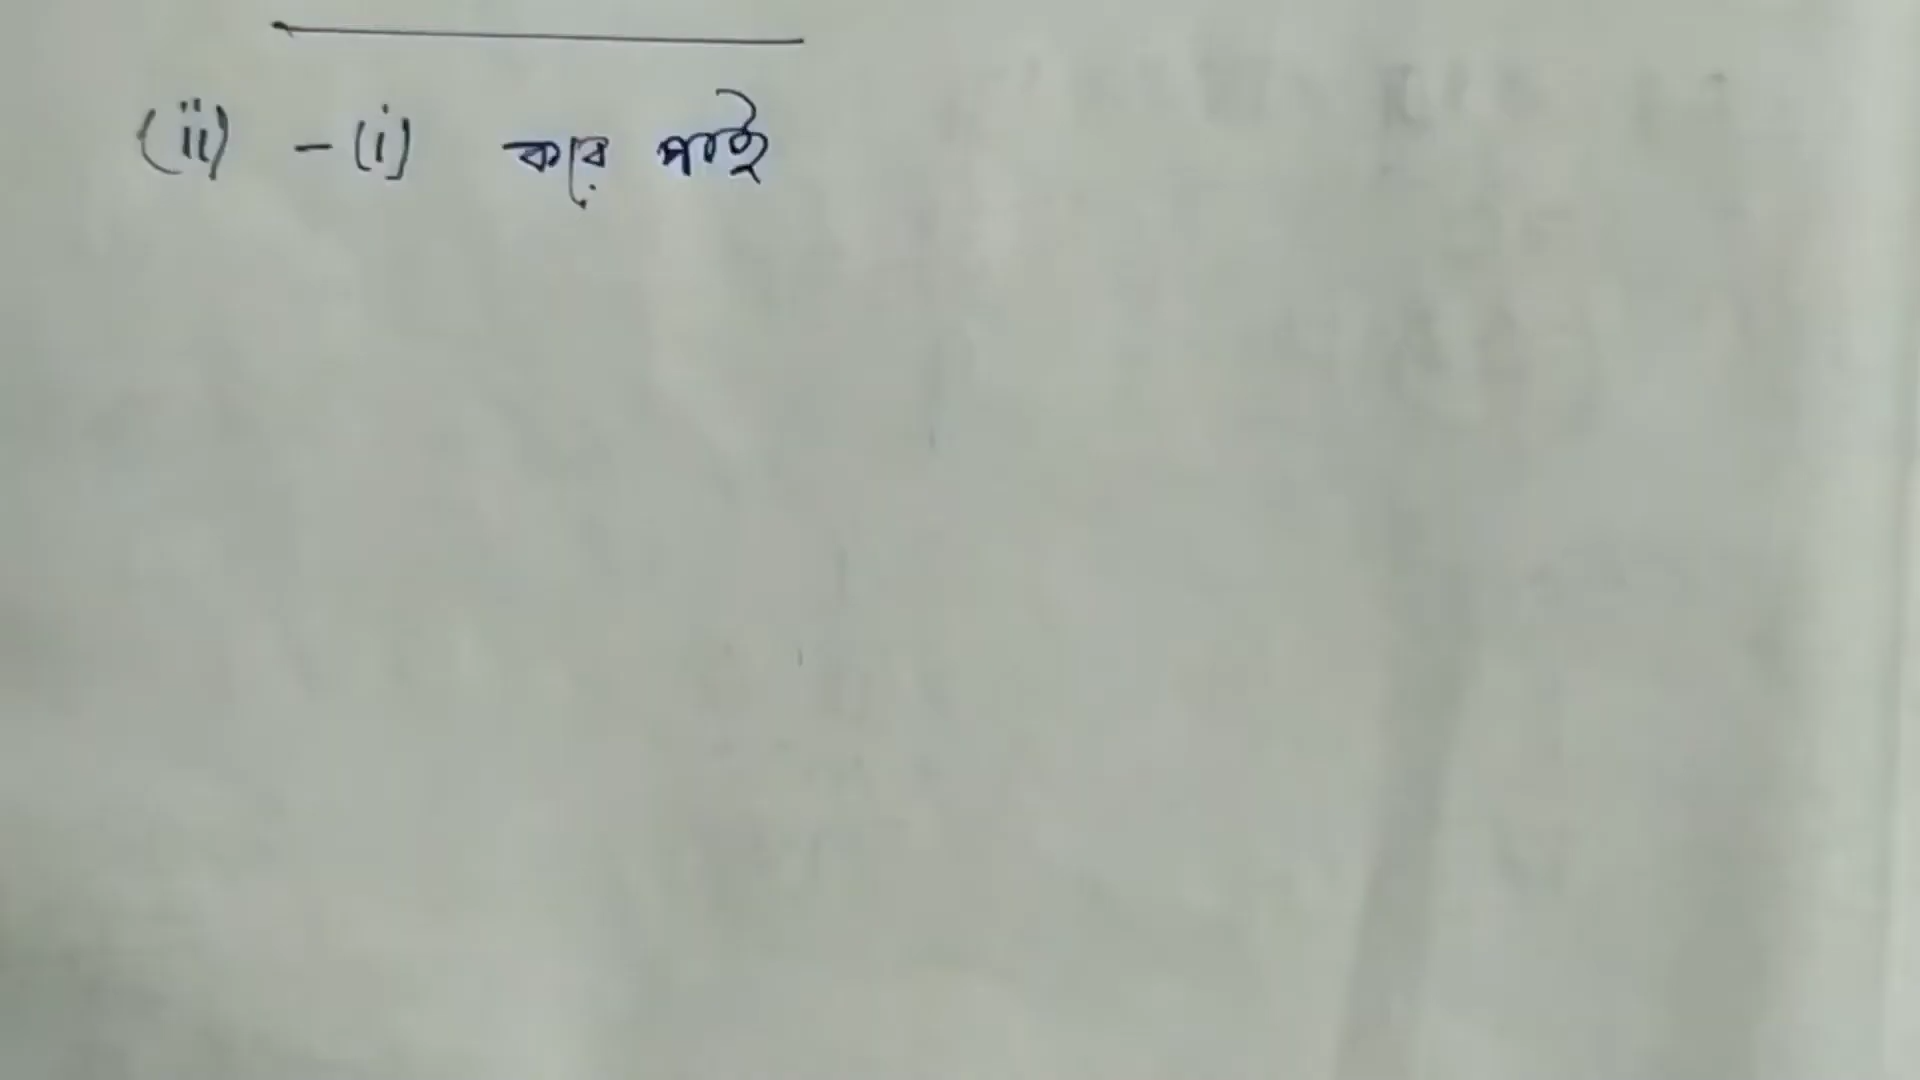 (ii) - (i) করে পাই